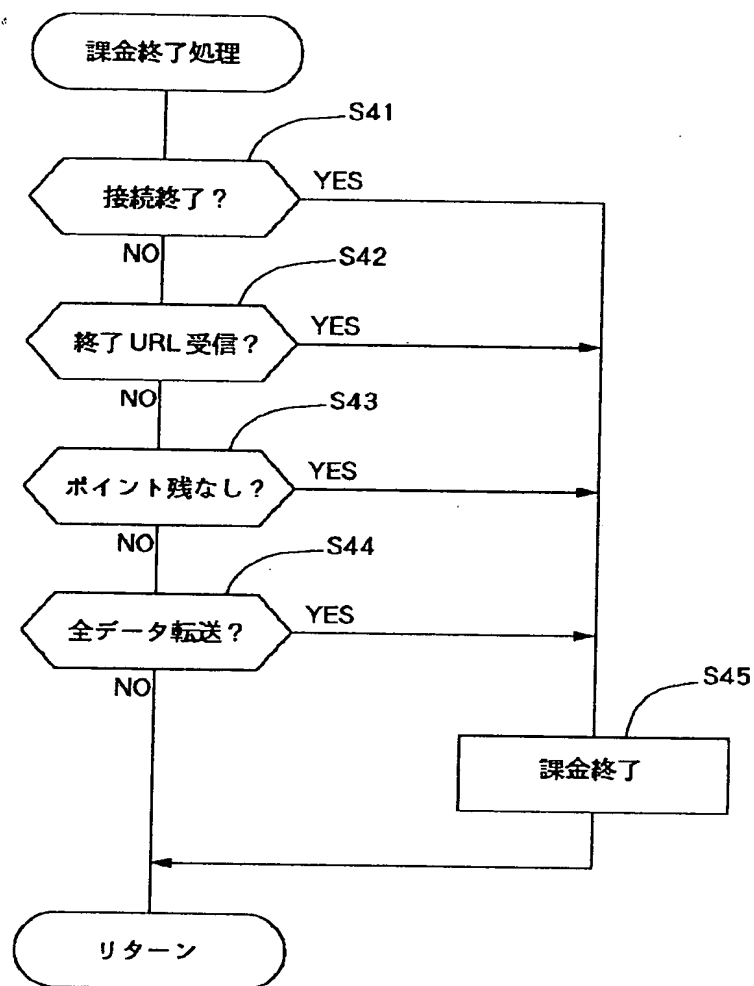 課金終了処理
S41
接続終了？
YES
NO
S42
終了URL受信？
YES
NO
S43
ポイント残なし？
YES
NO
S44
全データ転送？
YES
NO
S45
課金終了
リターン